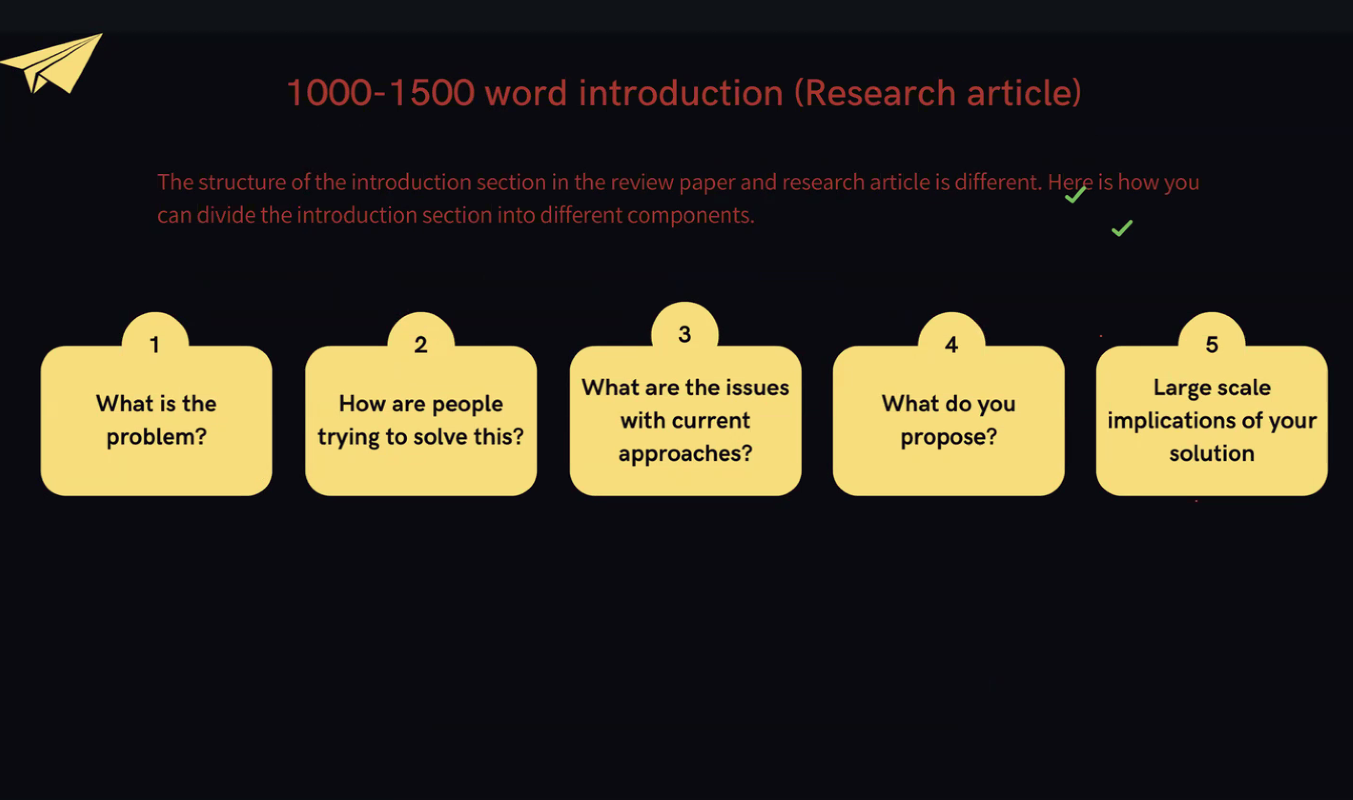 1000-1500 word introduction (Research article)
The structure of the introduction section in the review paper and research article is different. Here is how you
can divide the introduction section into different components.
1
What is the
problem?
2
How are people
trying to solve this?
3
What are the issues
with current
approaches?
4
What do you
propose?
5
Large scale
implications of your
solution